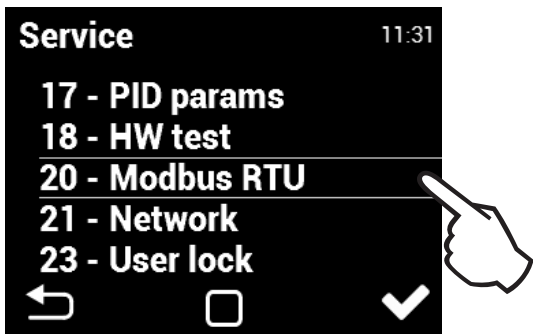 Service 11:31
17 - PID params
18 - HW test
20 - Modbus RTU
21 - Network
23 - User lock